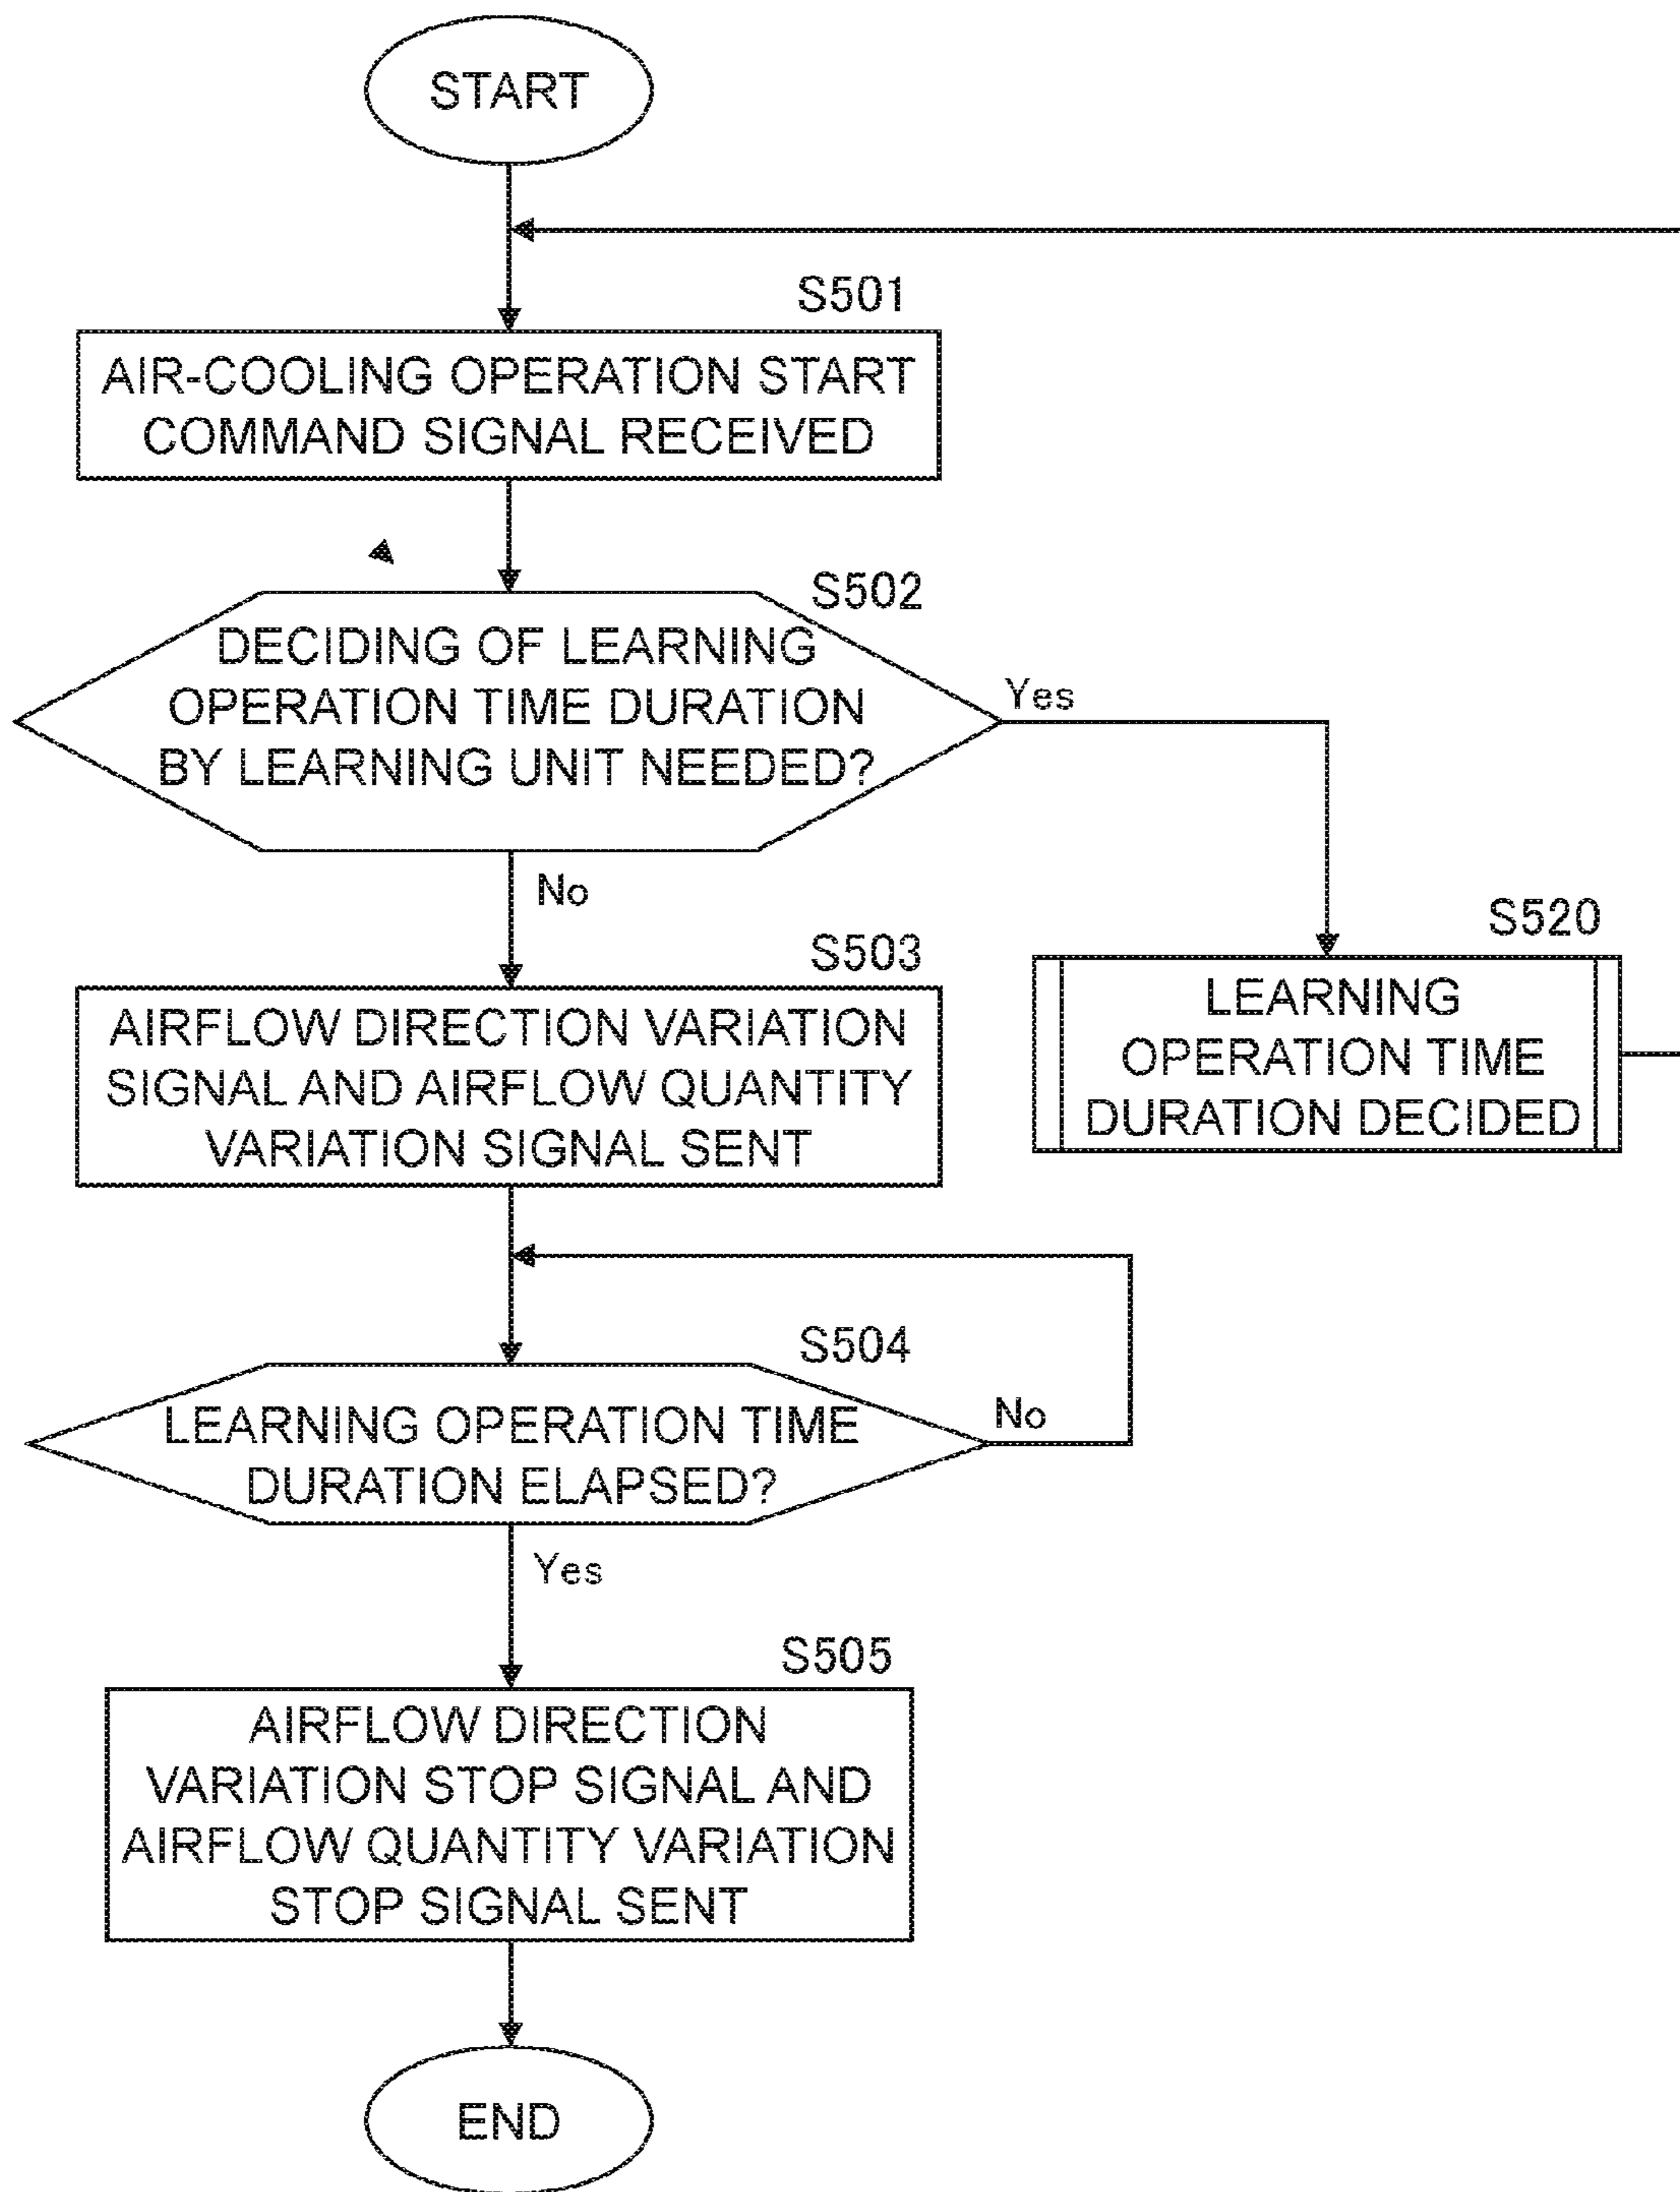 START
S501
AIR-COOLING OPERATION START
COMMAND SIGNAL RECEIVED
S502
DECIDING OF LEARNING
OPERATION TIME DURATION
BY LEARNING UNIT NEEDED?
Yes
No
S520
LEARNING
OPERATION TIME
DURATION DECIDED
S503
AIRFLOW DIRECTION VARIATION
SIGNAL AND AIRFLOW QUANTITY
VARIATION SIGNAL SENT
S504
LEARNING OPERATION TIME
DURATION ELAPSED?
No
Yes
S505
AIRFLOW DIRECTION
VARIATION STOP SIGNAL AND
AIRFLOW QUANTITY VARIATION
STOP SIGNAL SENT
END